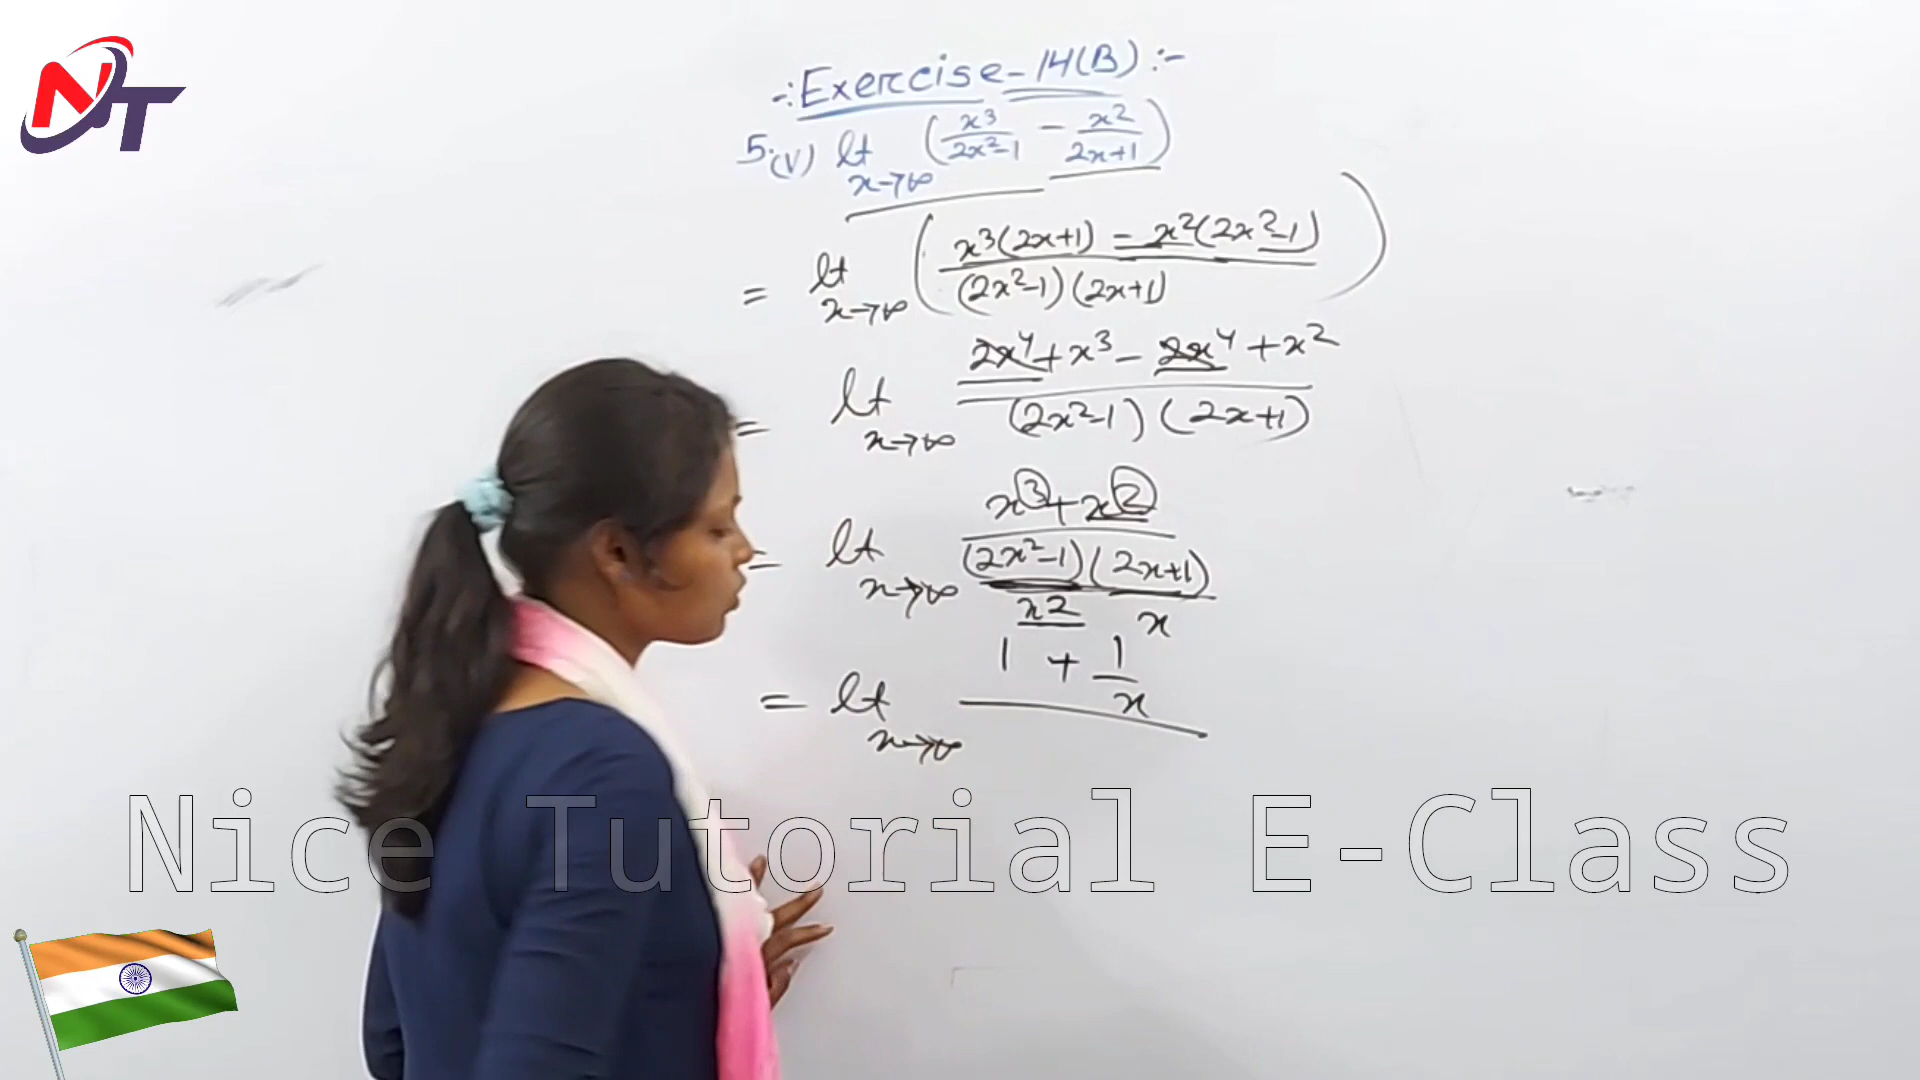 NT
-:Exercise-14(B):-
5.(v) lt x→∞ (x³/2x²-1 - x²/2x+1)
= lt x→∞ (x³(2x+1) - x²(2x²-1) / (2x²-1)(2x+1))
= lt x→∞ 2x⁴+x³-2x⁴+x² / (2x²-1)(2x+1)
= lt x→∞ x³+x² / (2x²-1)(2x+1)
x² x
= lt x→∞ 1 + 1/x
Nice Tutorial E-Class